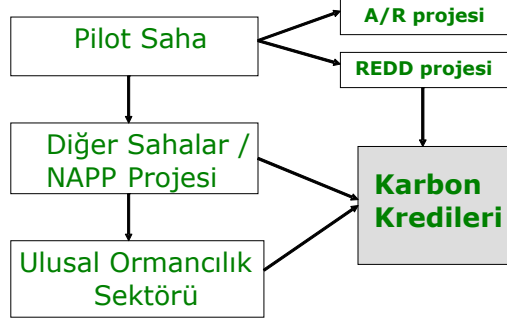 Pilot Saha
A/R projesi
REDD projesi
Diğer Sahalar /
NAPP Projesi
Karbon
Kredileri
Ulusal Ormancılık
Sektörü